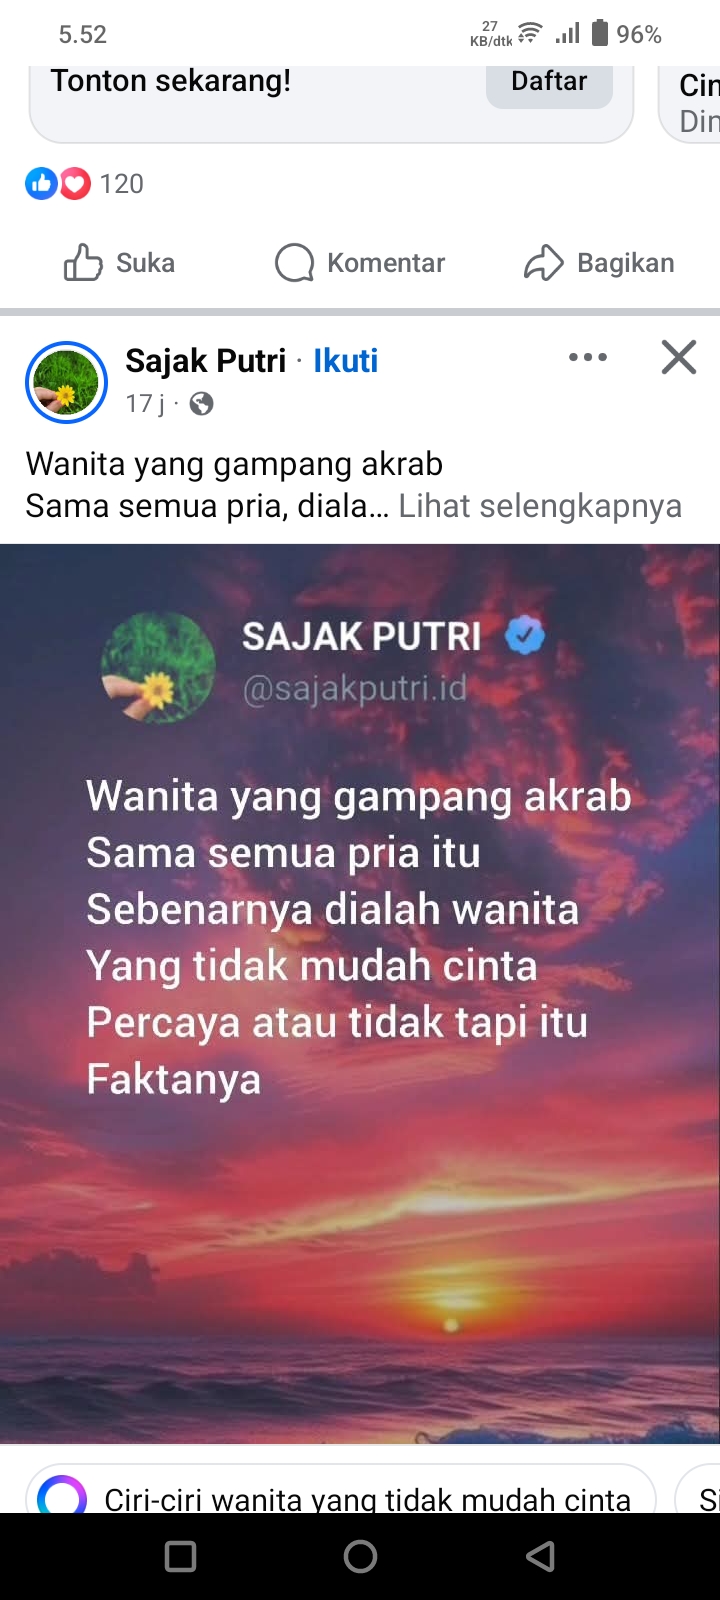 5.52
27
KB/dtk
96%
Tonton sekarang!
Daftar
120
Suka
Komentar
Bagikan
Sajak Putri · Ikuti
17 j ·
Wanita yang gampang akrab
Sama semua pria, diala... Lihat selengkapnya
SAJAK PUTRI
@sajakputri.id
Wanita yang gampang akrab
Sama semua pria itu
Sebenarnya dialah wanita
Yang tidak mudah cinta
Percaya atau tidak tapi itu
Faktanya
Ciri-ciri wanita yang tidak mudah cinta